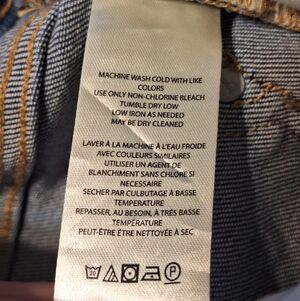 MACHINE WASH COLD WITH LIKE
COLORS
USE ONLY NON-CHLORINE BLEACH
TUMBLE DRY LOW
LOW IRON AS NEEDED
MAY BE DRY CLEANED
LAVER À LA MACHINE À L'EAU FROIDE
AVEC COULEURS SIMILAIRES
UTILISER UN AGENT DE
BLANCHIMENT SANS CHLORE SI
NECESSAIRE
SECHER PAR CULBUTAGE À BASSE
TEMPERATURE
REPASSER, AU BESOIN, À TRÈS BASSE
TEMPÉRATURE
PEUT-ÊTRE ÊTRE NETTOYÉE À SEC
30
P